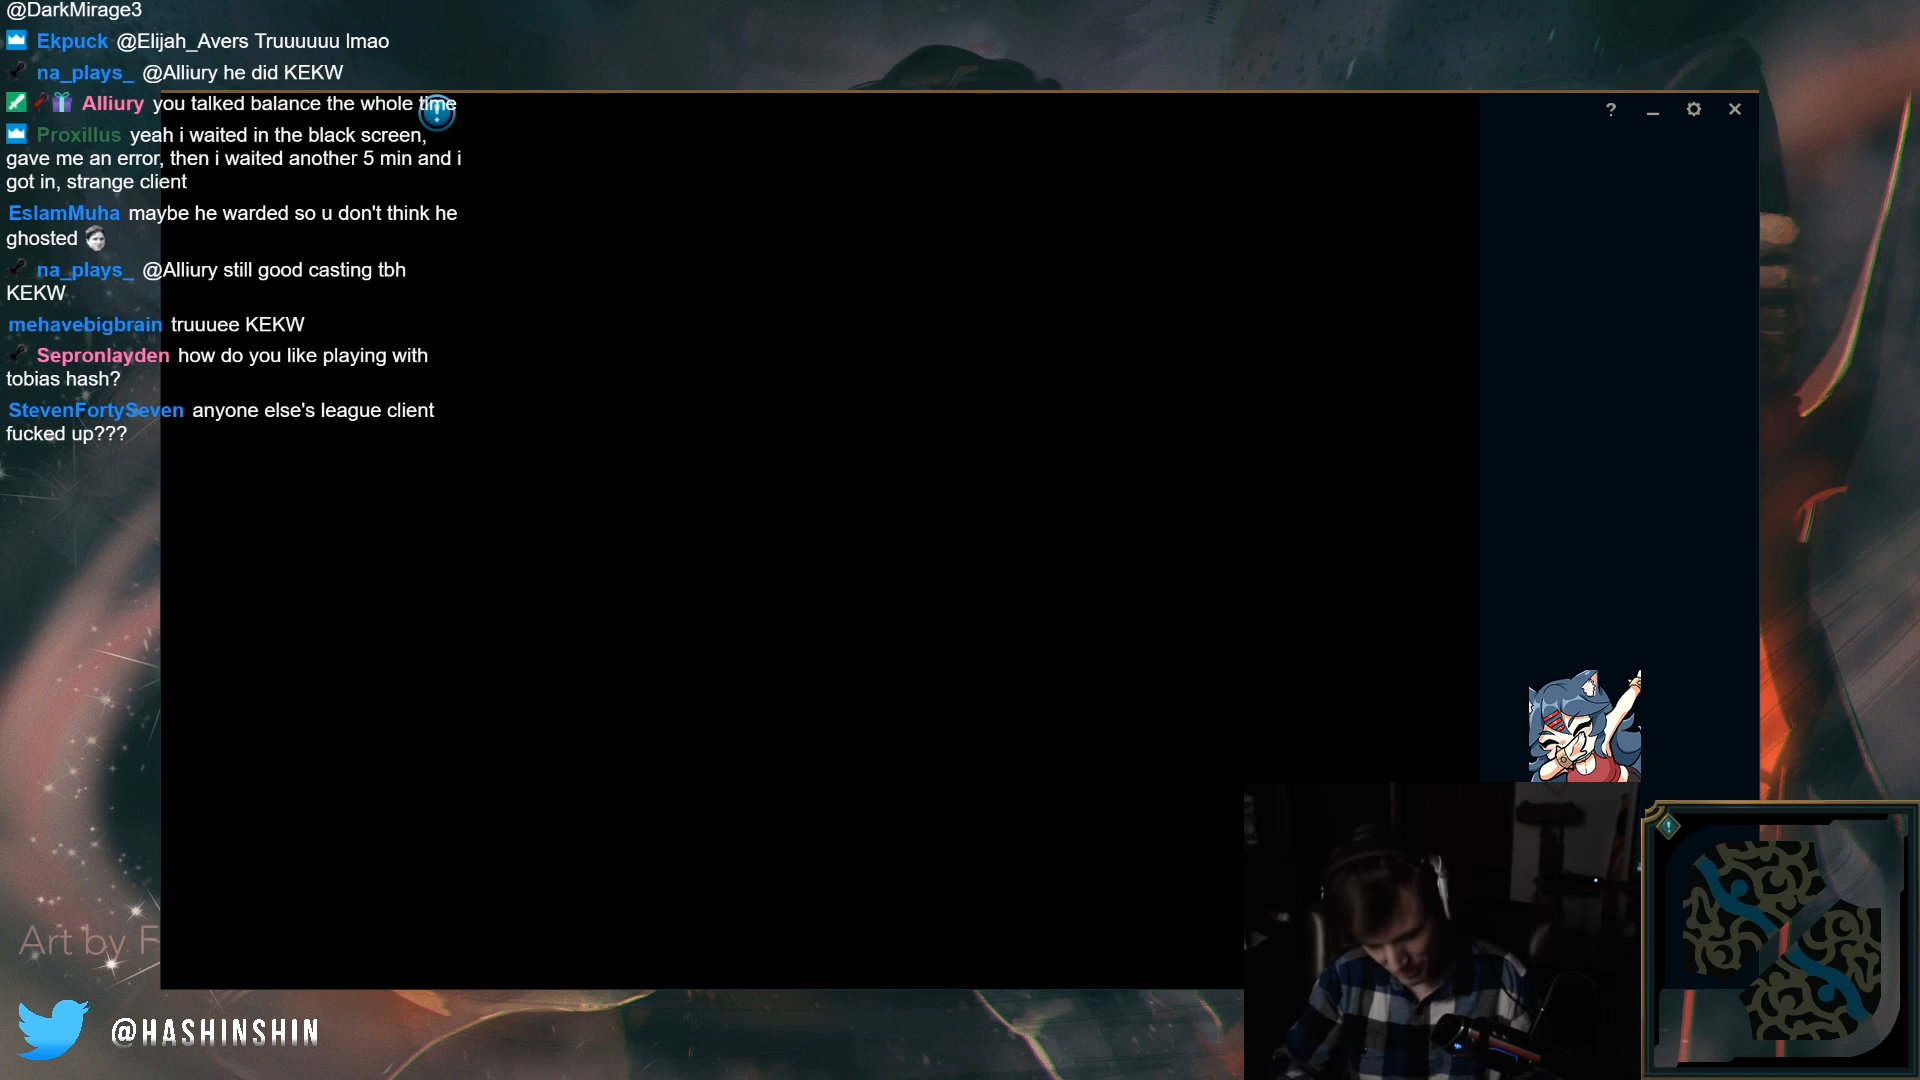 @DarkMirage3
Ekpuck @Elijah_Avers Truuuuuu lmao
na_plays_ @Alliury he did KEKW
Alliury you talked balance the whole time
Proxillus yeah i waited in the black screen,
gave me an error, then i waited another 5 min and i
got in, strange client
EslamMuha maybe he warded so u don't think he
ghosted
na_plays_ @Alliury still good casting tbh
KEKW
mehavebigbrain truuuee KEKW
Sepronlayden how do you like playing with
tobias hash?
StevenFortySeven anyone else's league client
fucked up???
?
Art by F
@HASHINSHIN